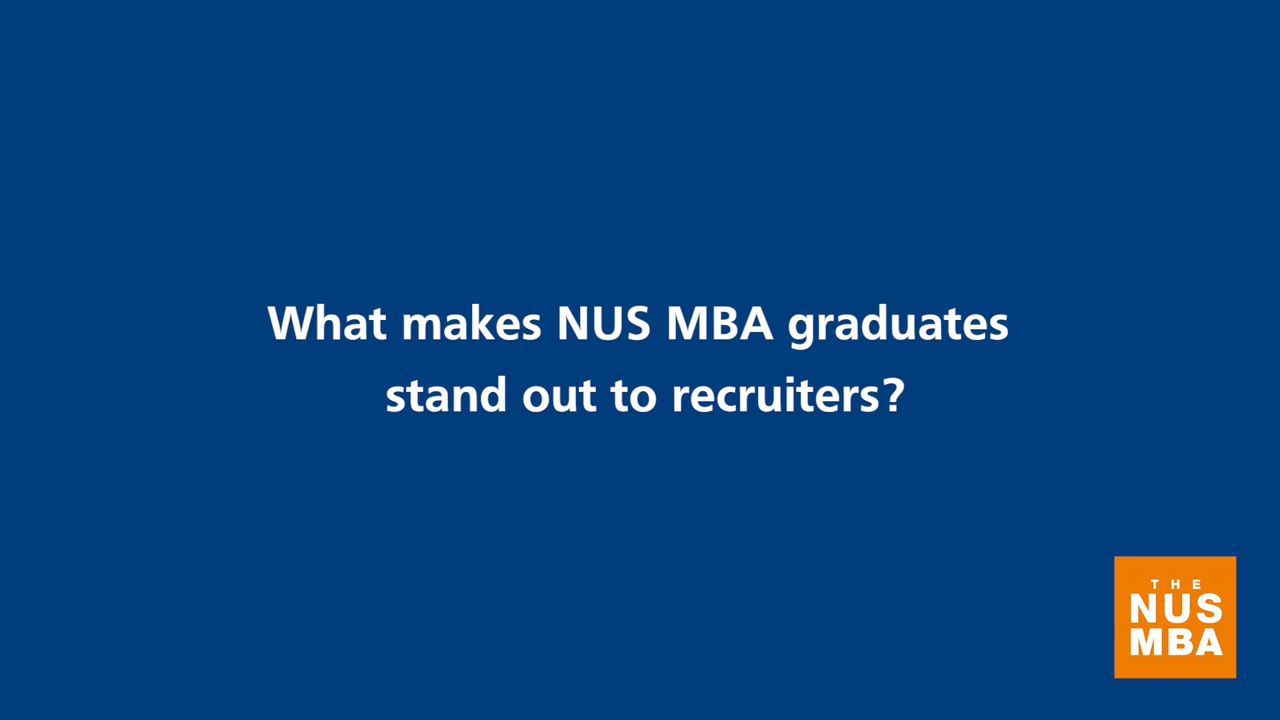 What makes NUS MBA graduates
stand out to recruiters?
THE
NUS
MBA